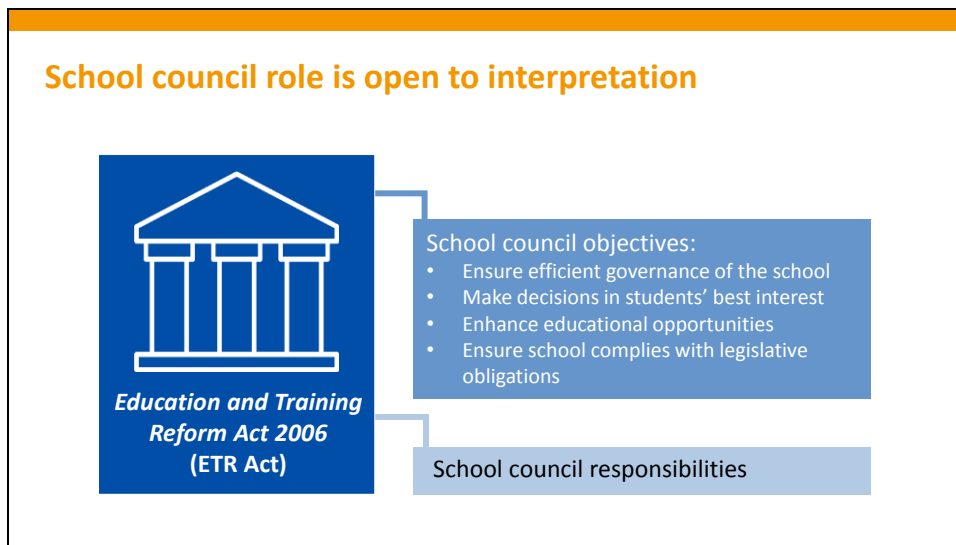 School council role is open to interpretation
Education and Training
Reform Act 2006
(ETR Act)
School council objectives:
• Ensure efficient governance of the school
• Make decisions in students’ best interest
• Enhance educational opportunities
• Ensure school complies with legislative
obligations
School council responsibilities